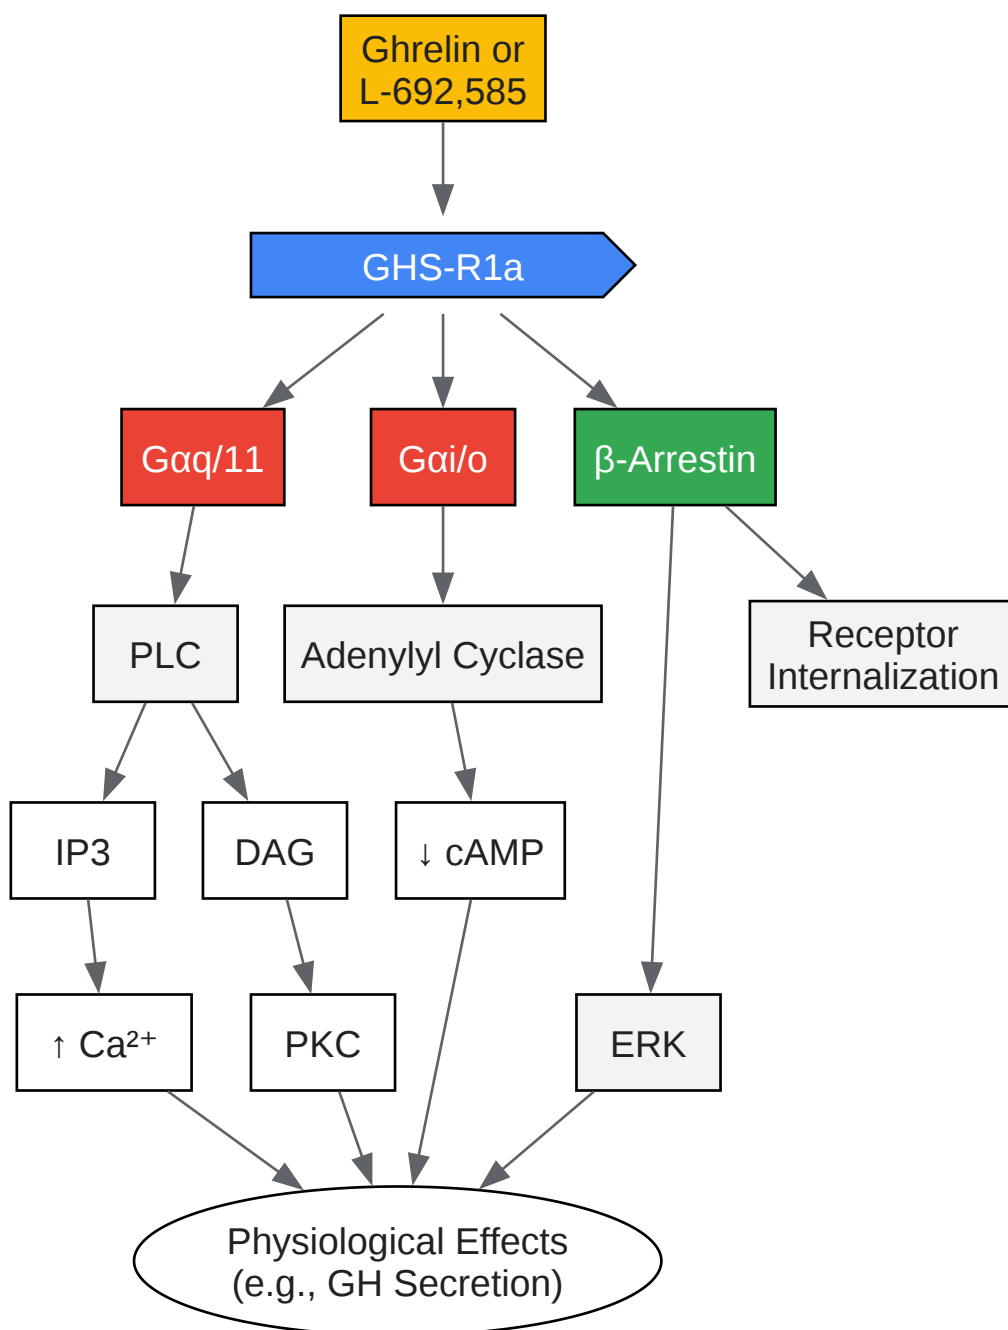 Ghrelin or
L-692,585
GHS-R1a
Gαq/11
Gαi/o
β-Arrestin
PLC
Adenylyl Cyclase
Receptor
Internalization
IP3
DAG
↓ cAMP
↑ Ca²⁺
PKC
ERK
Physiological Effects
(e.g., GH Secretion)